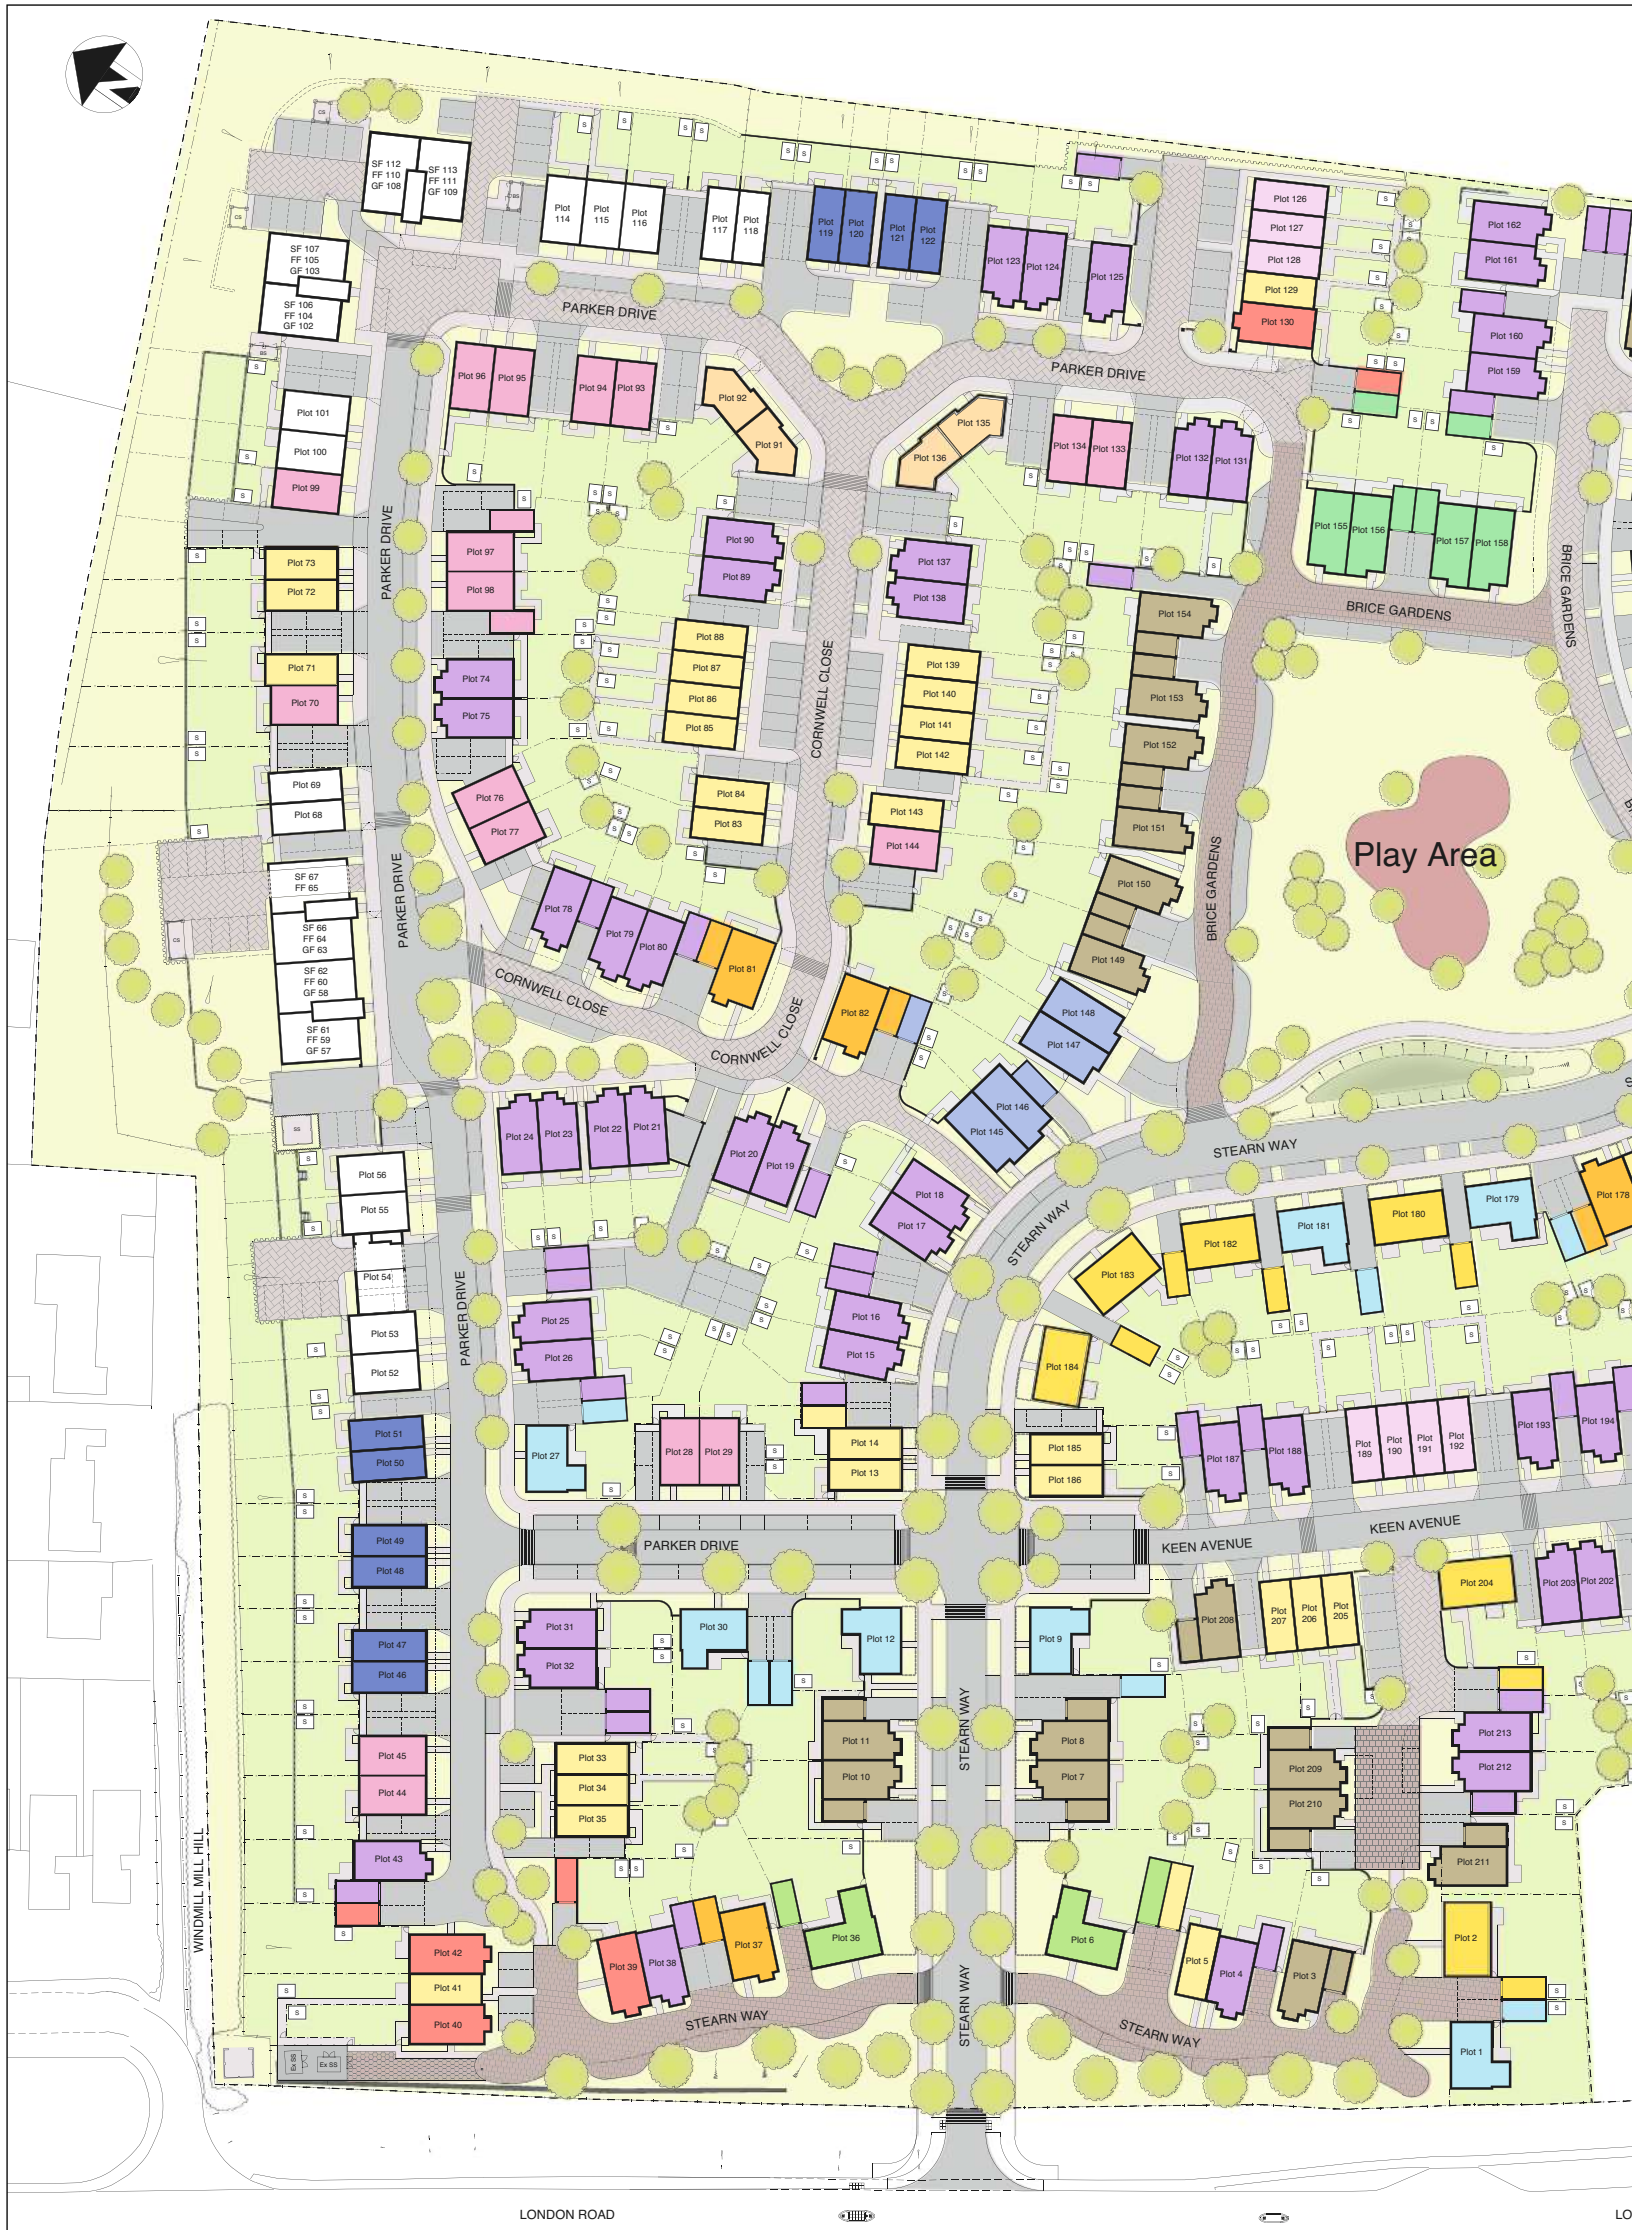 CS
SF 112
FF 110
GF 108
SF 113
FF 111
GF 109
CS
SF 107
FF 105
GF 103
SF 106
FF 104
GF 102
BS
BS
Plot
114
Plot
115
Plot
116
Plot
117
Plot
118
Plot
119
Plot
120
Plot
121
Plot
122
Plot 123
Plot 124
Plot 125
Plot 126
Plot 127
Plot 128
Plot 129
Plot 130
Plot 162
Plot 161
Plot 160
Plot 159
PARKER DRIVE
PARKER DRIVE
Plot 96
Plot 95
Plot 94
Plot 93
Plot 92
Plot 91
Plot 135
Plot 136
Plot 134
Plot 133
Plot 132
Plot 131
Plot 101
Plot 100
Plot 99
PARKER DRIVE
Plot 97
Plot 98
Plot 90
Plot 89
Plot 137
Plot 138
Plot 155
Plot 156
Plot 157
Plot 158
BRICE GARDENS
BRICE GARDENS
Plot 73
Plot 72
Plot 71
Plot 70
Plot 74
Plot 75
Plot 88
Plot 87
Plot 86
Plot 85
CORNWELL CLOSE
Plot 139
Plot 140
Plot 141
Plot 142
Plot 154
Plot 153
Plot 152
Plot 151
Plot 69
Plot 68
Plot 76
Plot 77
Plot 84
Plot 83
Plot 143
Plot 144
Play Area
BRICE GARDENS
Plot 150
Plot 149
SF 67
FF 65
SF 66
FF 64
GF 63
SF 62
FF 60
GF 58
SF 61
FF 59
GF 57
CS
PARKER DRIVE
Plot 78
Plot 79
Plot 80
Plot 81
Plot 82
CORNWELL CLOSE
CORNWELL CLOSE
Plot 148
Plot 147
Plot 146
Plot 145
SS
Plot 24
Plot 23
Plot 22
Plot 21
Plot 20
Plot 19
Plot 18
Plot 17
STEARN WAY
STEARN WAY
Plot 56
Plot 55
Plot 54
Plot 53
Plot 52
PARKER DRIVE
Plot 25
Plot 26
Plot 16
Plot 15
Plot 183
Plot 182
Plot 181
Plot 180
Plot 179
Plot 178
Plot 184
Plot 51
Plot 50
Plot 27
Plot 28
Plot 29
Plot 14
Plot 13
Plot 185
Plot 186
Plot 187
Plot 188
Plot
189
Plot
190
Plot
191
Plot
192
Plot 193
Plot 194
Plot 49
Plot 48
PARKER DRIVE
KEEN AVENUE
KEEN AVENUE
Plot 47
Plot 46
Plot 31
Plot 32
Plot 30
Plot 12
Plot 9
Plot 208
Plot
207
Plot
206
Plot
205
Plot 204
Plot 203
Plot 202
Plot 45
Plot 44
Plot 33
Plot 34
Plot 35
Plot 11
Plot 10
STEARN WAY
Plot 8
Plot 7
Plot 209
Plot 210
Plot 213
Plot 212
Plot 211
Plot 43
WINDMILL MILL HILL
Plot 42
Plot 41
Plot 40
Plot 39
Plot 38
Plot 37
Plot 36
Plot 6
Plot 5
Plot 4
Plot 3
Plot 2
Plot 1
STEARN WAY
STEARN WAY
STEARN WAY
Ex SS
Ex SS
LONDON ROAD
LO